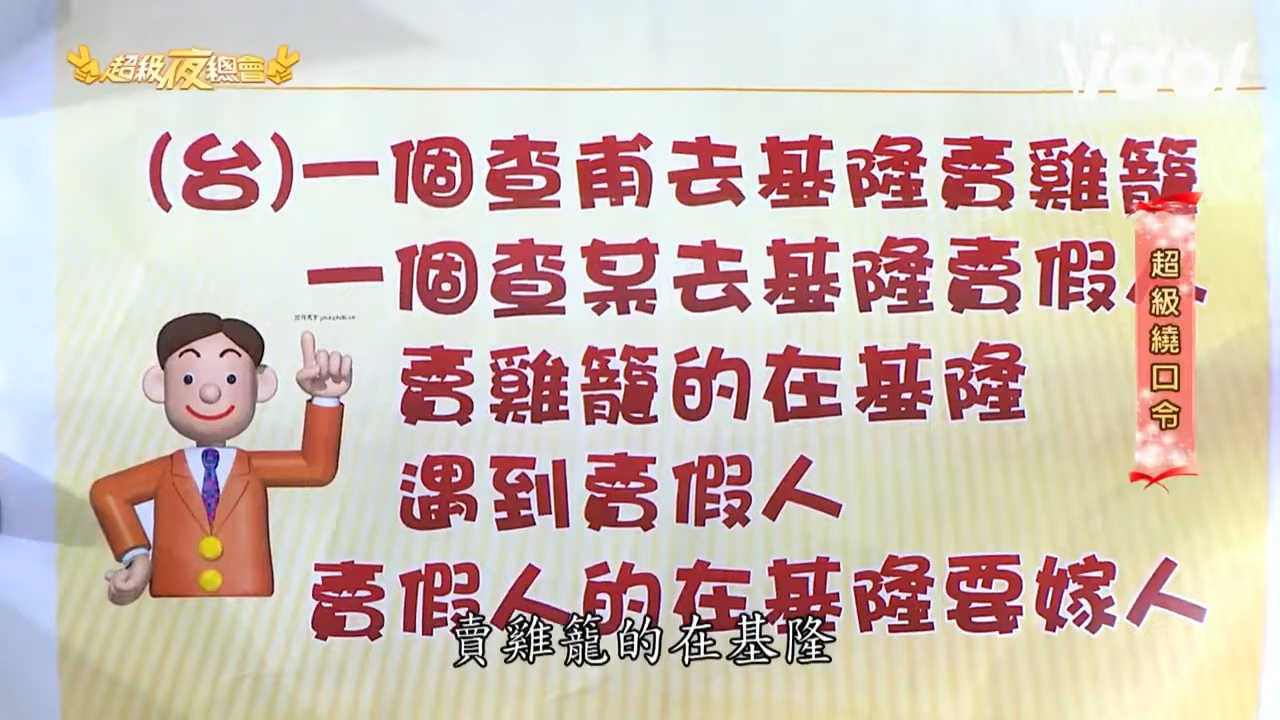 超級夜總會
vidol
(台)一個查甫去基隆賣雞籠
一個查某去基隆賣假人
賣雞籠的在基隆
遇到賣假人
賣假人的在基隆要嫁人
超級繞口令
賣雞籠的在基隆